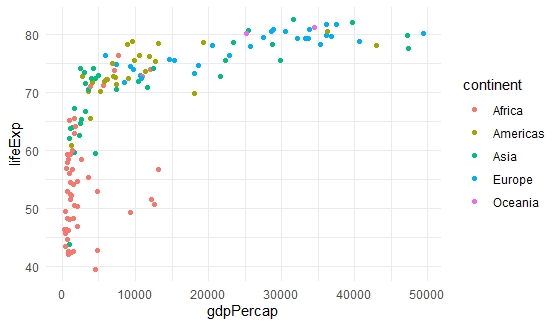 80
70
60
50
40
lifeExp
0
10000
20000
30000
40000
50000
gdpPercap
continent
Africa
Americas
Asia
Europe
Oceania